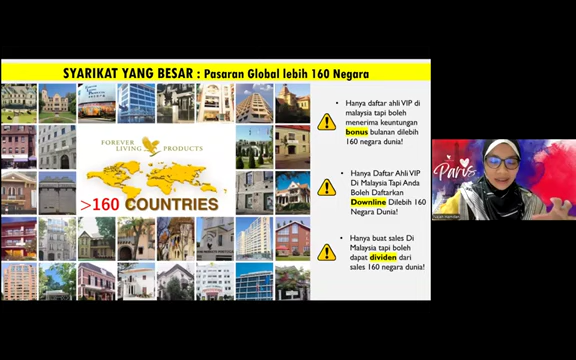 SYARIKAT YANG BESAR : Pasaran Global lebih 160 Negara
FOREVER
LIVING PRODUCTS
>160 COUNTRIES
• Hanya daftar ahli VIP di
malaysia tapi boleh
menerima keuntungan
bonus bulanan dilebih
160 negara dunia!
• Hanya Daftar Ahli VIP
Di Malaysia Tapi Anda
Boleh Daftarkan
Downline Dilebih 160
Negara Dunia!
• Hanya buat sales Di
Malaysia tapi boleh
dapat dividen dari
sales 160 negara dunia!
Paris